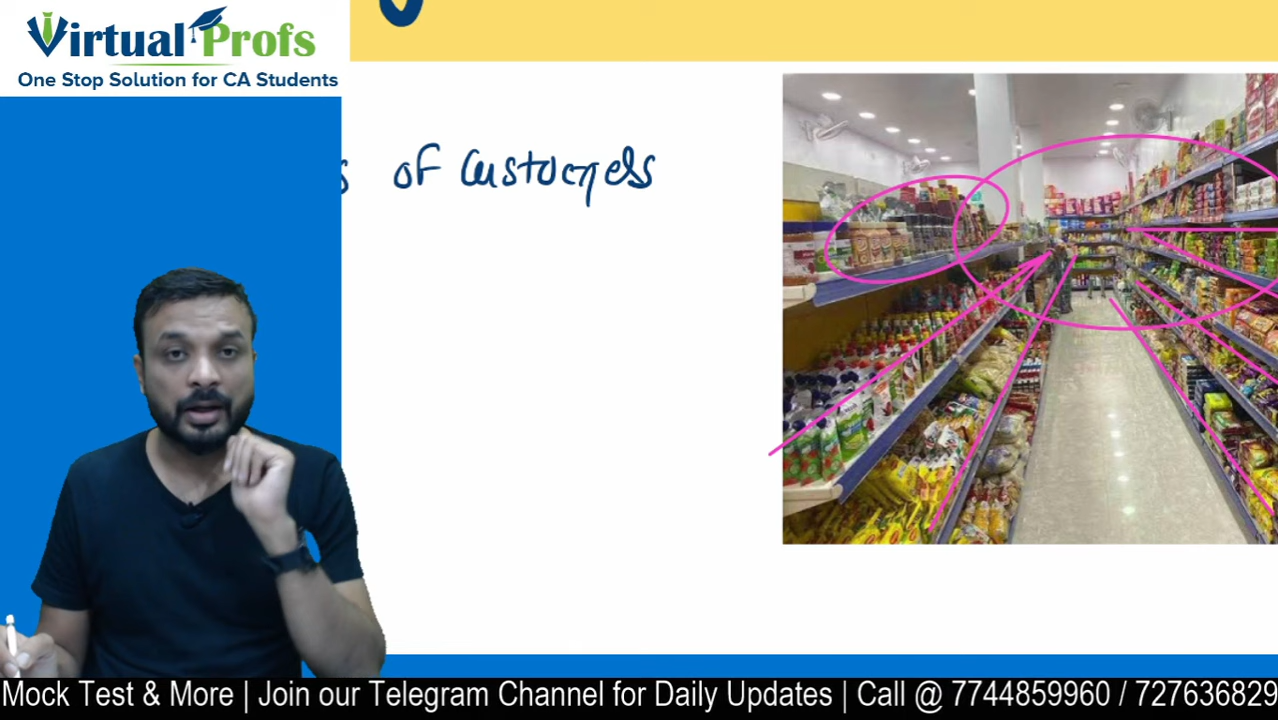 Virtual Profs
One Stop Solution for CA Students
of customers
Mock Test & More | Join our Telegram Channel for Daily Updates | Call @ 7744859960 / 727636829